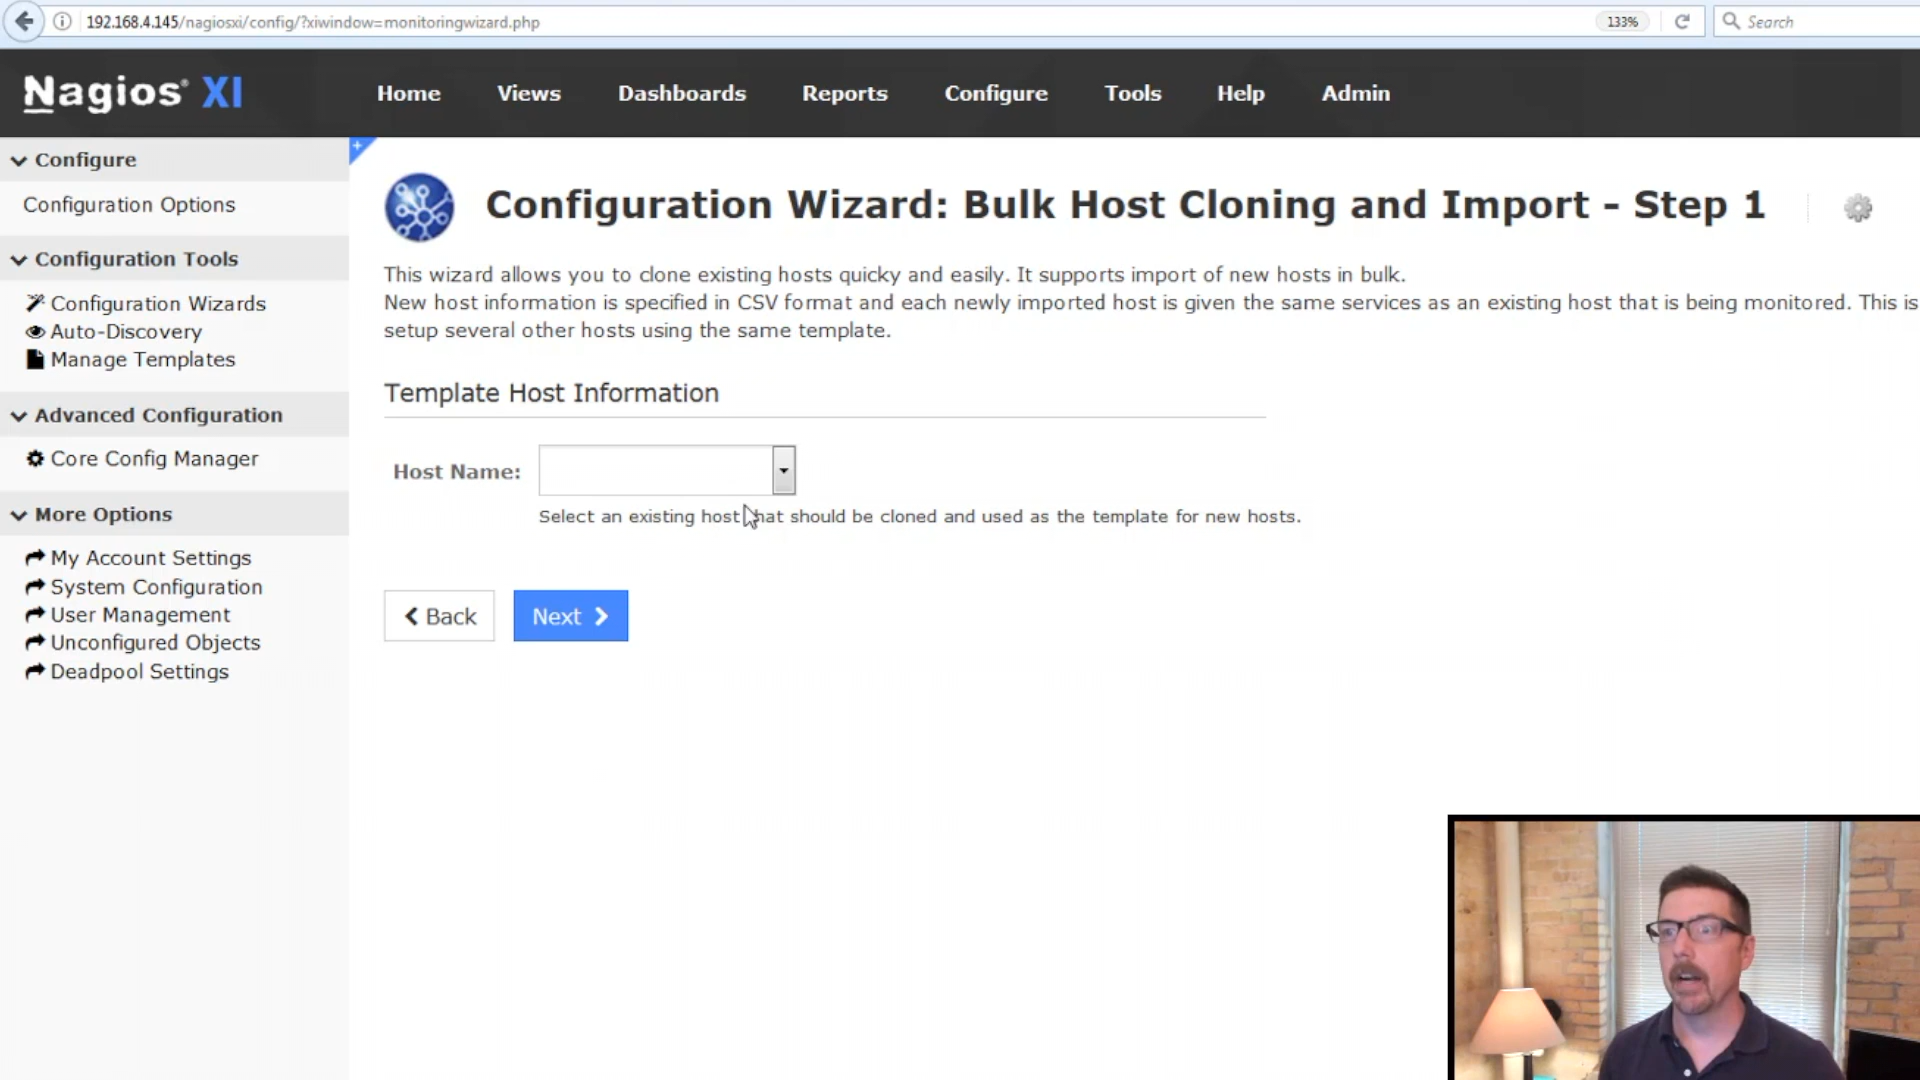 192.168.4.145/nagiosxi/config/?xiwindow=monitoringwizard.php
133%
Search
Nagios® XI
Home
Views
Dashboards
Reports
Configure
Tools
Help
Admin
Configure
Configuration Options
Configuration Tools
Configuration Wizards
Auto-Discovery
Manage Templates
Advanced Configuration
Core Config Manager
More Options
My Account Settings
System Configuration
User Management
Unconfigured Objects
Deadpool Settings
Configuration Wizard: Bulk Host Cloning and Import - Step 1
This wizard allows you to clone existing hosts quicky and easily. It supports import of new hosts in bulk.
New host information is specified in CSV format and each newly imported host is given the same services as an existing host that is being monitored. This is
setup several other hosts using the same template.
Template Host Information
Host Name:
Select an existing host that should be cloned and used as the template for new hosts.
Back
Next